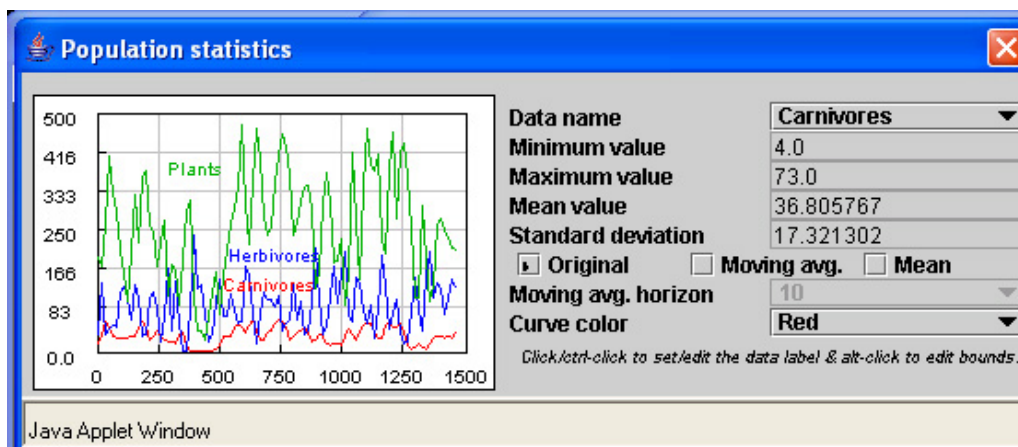 Population statistics
500
416
333
250
166
83
0.0
0 250 500 750 1000 1250 1500
Plants
Herbivores
Carnivores
Data name Carnivores
Minimum value 4.0
Maximum value 73.0
Mean value 36.805767
Standard deviation 17.321302
Original Moving avg. Mean
Moving avg. horizon 10
Curve color Red
Click/ctrl-click to set/edit the data label & alt-click to edit bounds.
Java Applet Window